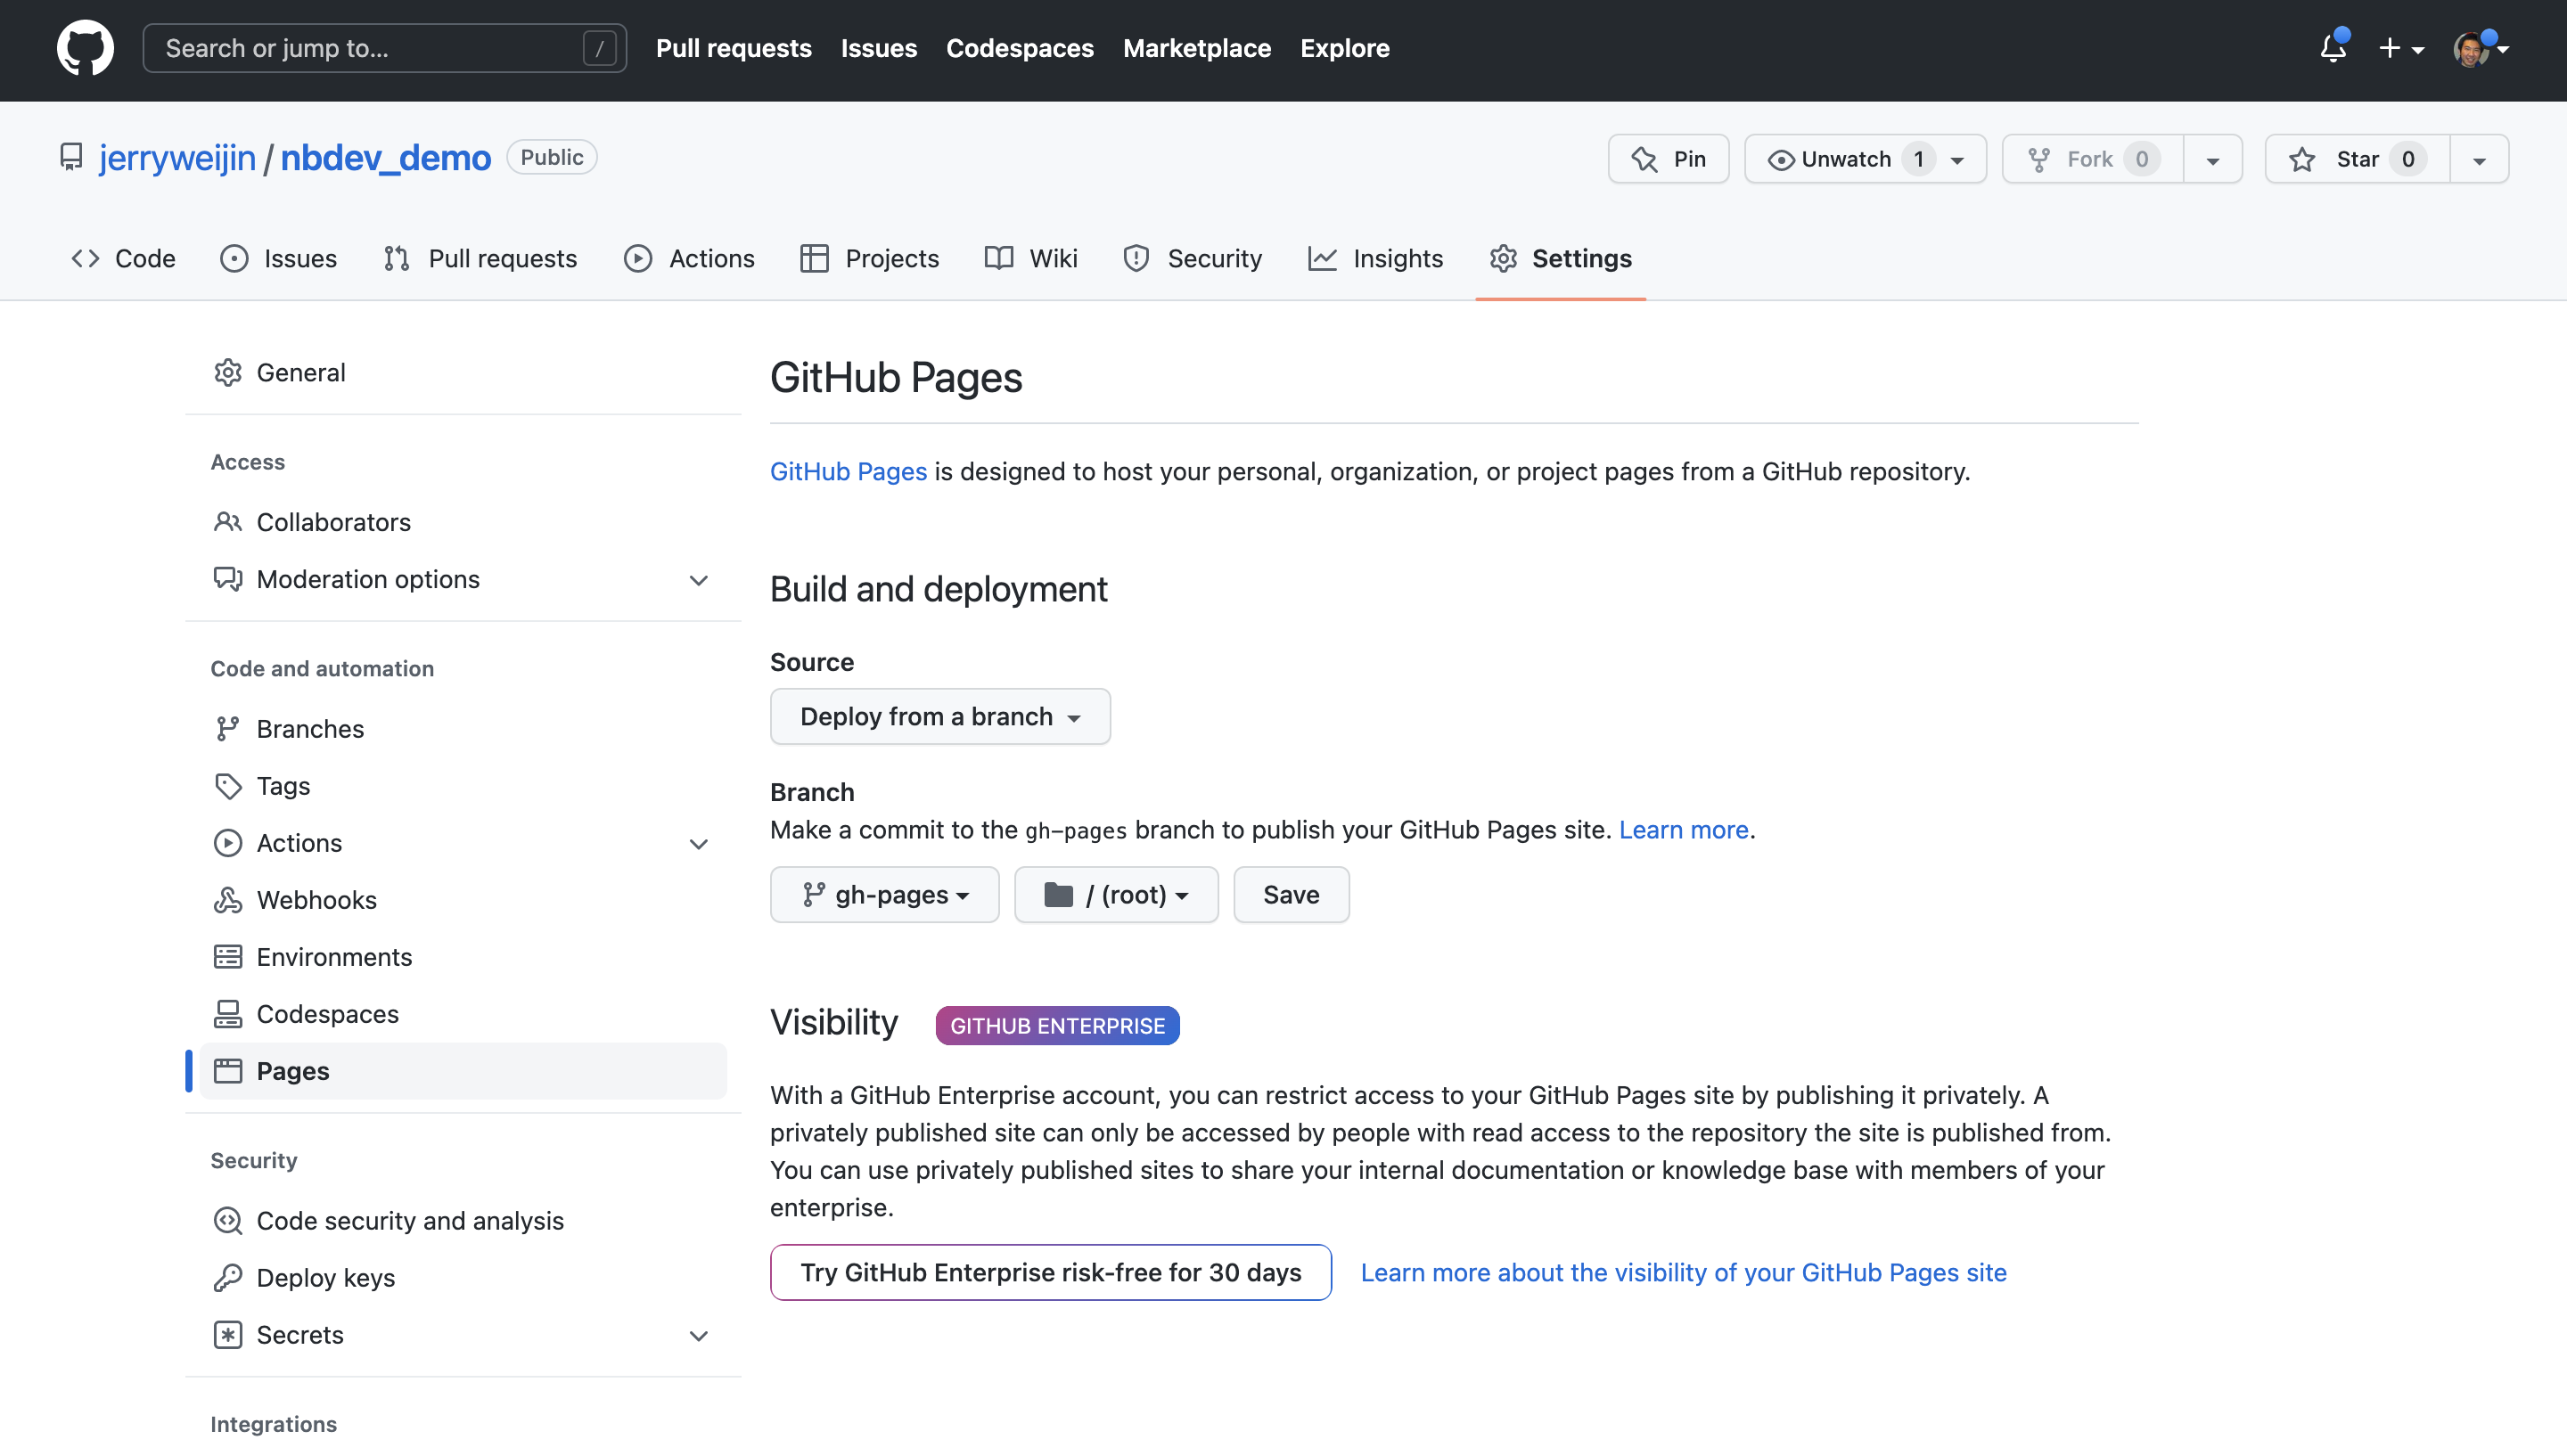 Search or jump to... /
Pull requests Issues Codespaces Marketplace Explore
jerryweijin / nbdev_demo Public
Pin Unwatch 1 Fork 0 Star 0
Code Issues Pull requests Actions Projects Wiki Security Insights Settings
General
Access
Collaborators
Moderation options
Code and automation
Branches
Tags
Actions
Webhooks
Environments
Codespaces
Pages
Security
Code security and analysis
Deploy keys
Secrets
Integrations
GitHub Pages
GitHub Pages is designed to host your personal, organization, or project pages from a GitHub repository.
Build and deployment
Source
Deploy from a branch
Branch
Make a commit to the gh-pages branch to publish your GitHub Pages site. Learn more.
gh-pages / (root) Save
Visibility GITHUB ENTERPRISE
With a GitHub Enterprise account, you can restrict access to your GitHub Pages site by publishing it privately. A
privately published site can only be accessed by people with read access to the repository the site is published from.
You can use privately published sites to share your internal documentation or knowledge base with members of your
enterprise.
Try GitHub Enterprise risk-free for 30 days Learn more about the visibility of your GitHub Pages site